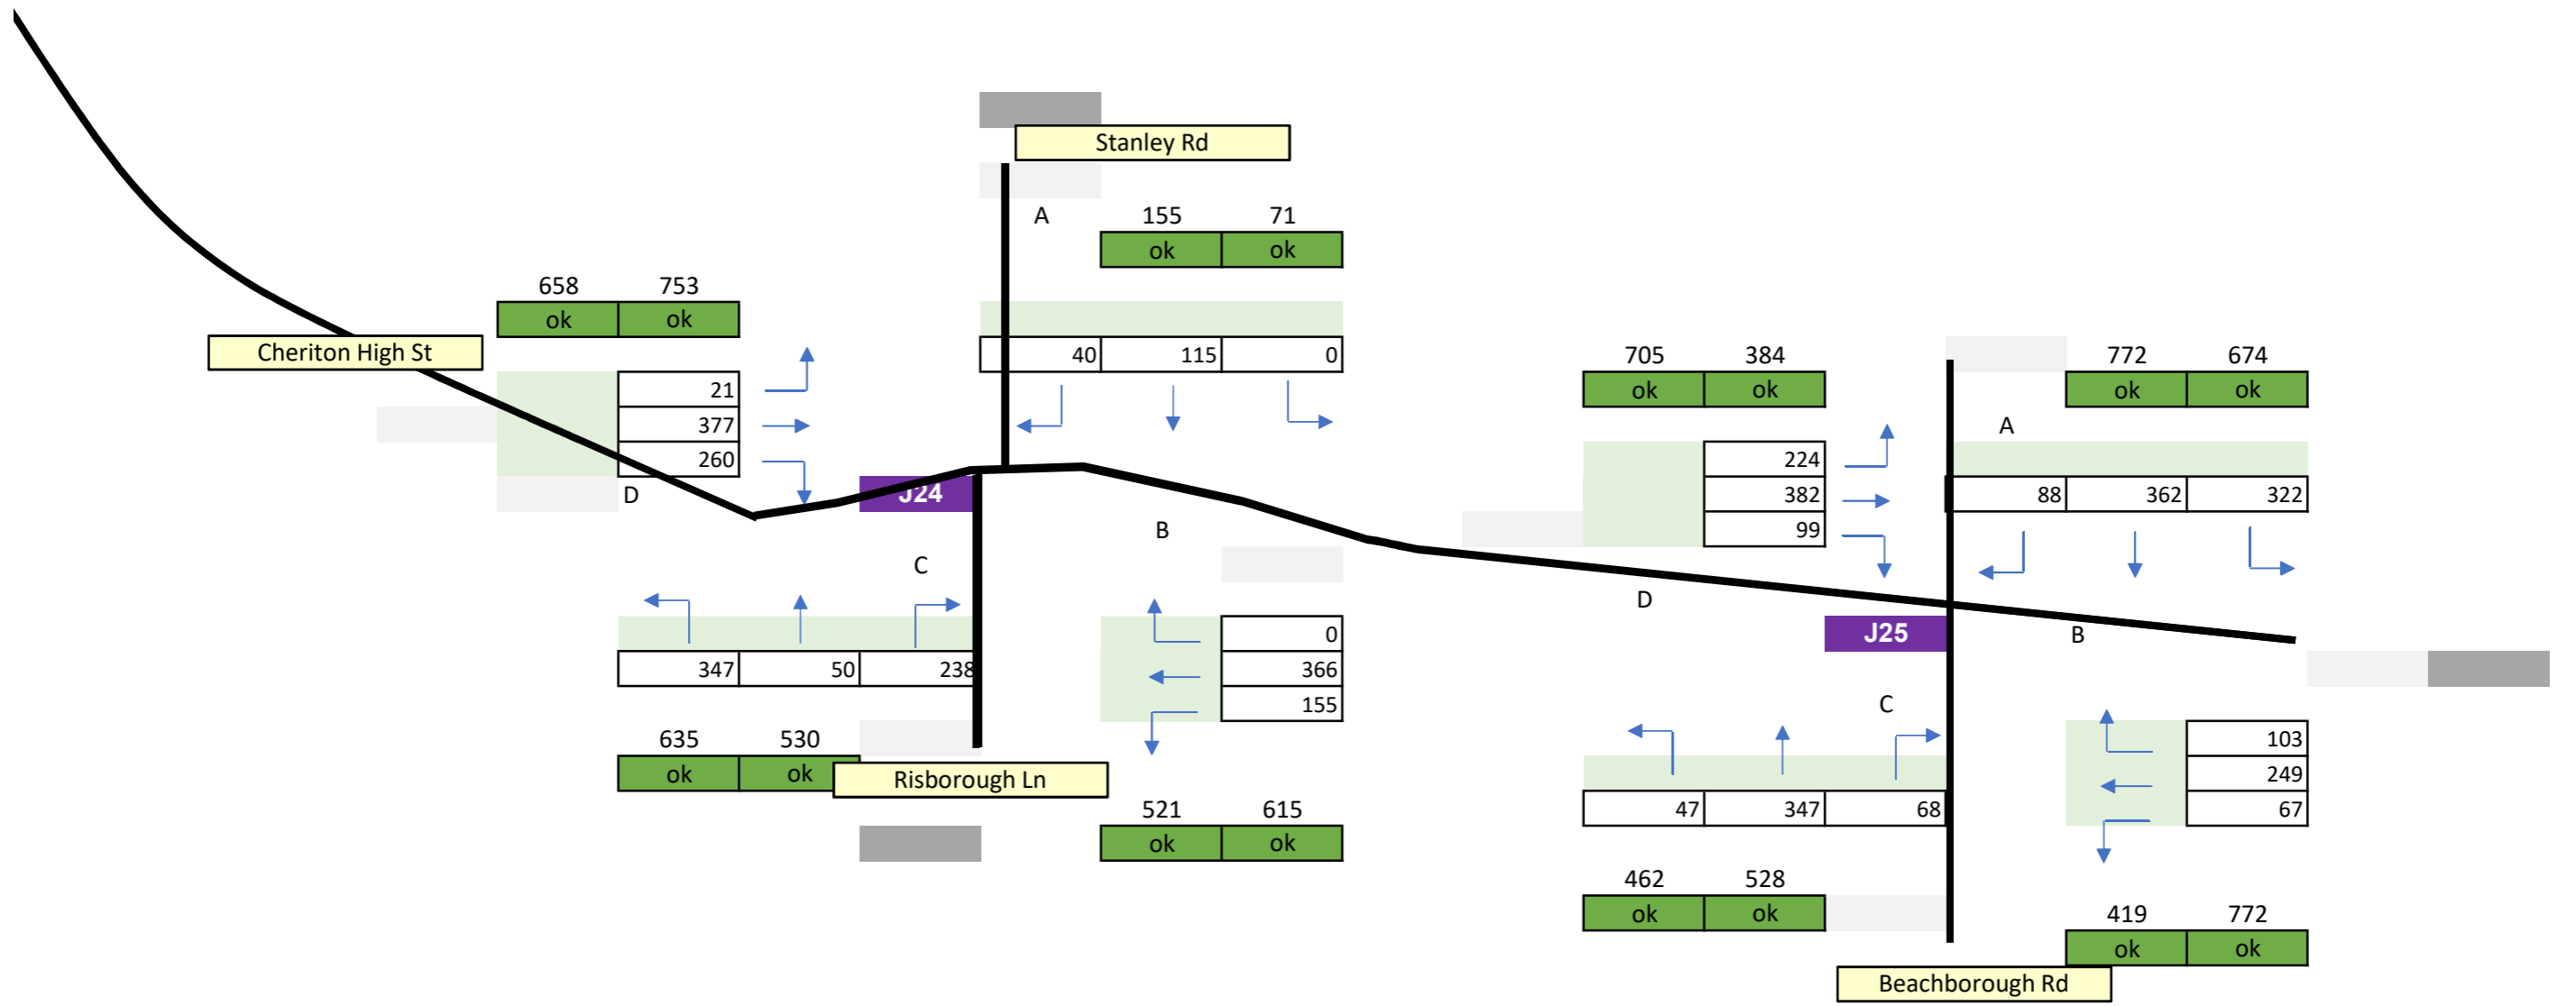 Stanley Rd
A
155 71
ok ok
658 753
ok ok
Cheriton High St
40 115 0
21
377
260
D
J24
B
C
0
366
155
347 50 238
635 530
ok ok
Risborough Ln
521 615
ok ok
705 384
ok ok
772 674
ok ok
A
224
382
99
88 362 322
D
J25
B
C
103
249
67
47 347 68
462 528
ok ok
419 772
ok ok
Beachborough Rd